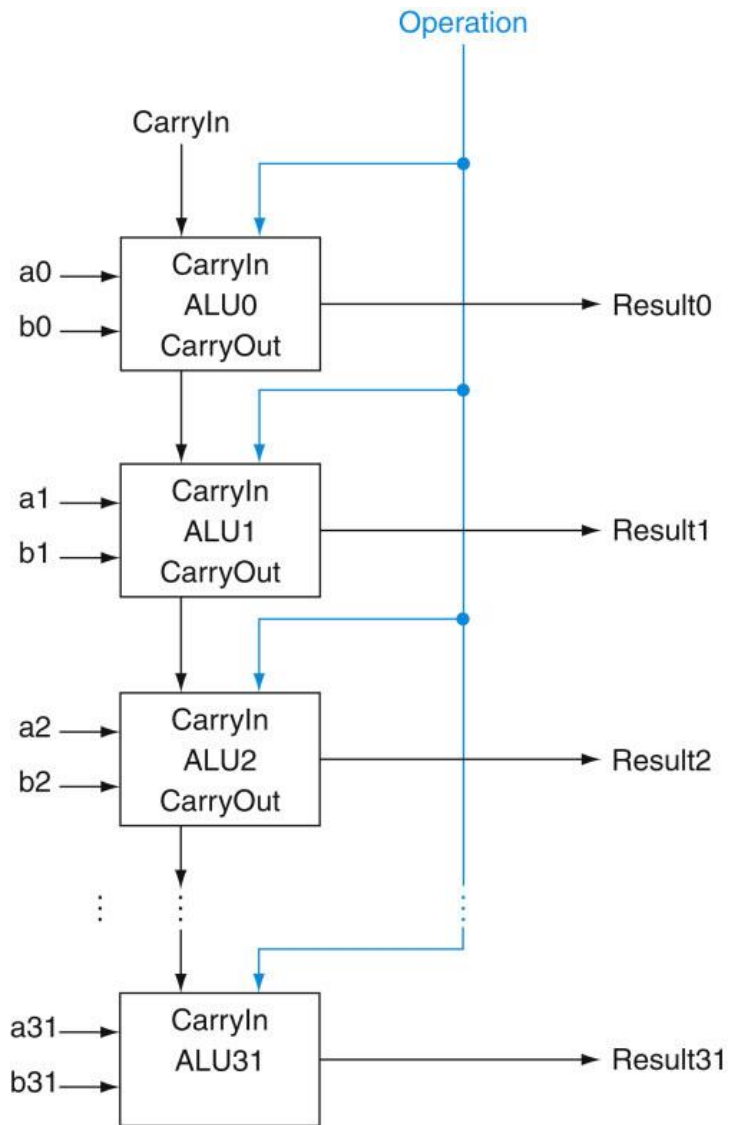 Operation
CarryIn
a0
b0
CarryIn
ALU0
CarryOut
Result0
a1
b1
CarryIn
ALU1
CarryOut
Result1
a2
b2
CarryIn
ALU2
CarryOut
Result2
a31
b31
CarryIn
ALU31
Result31